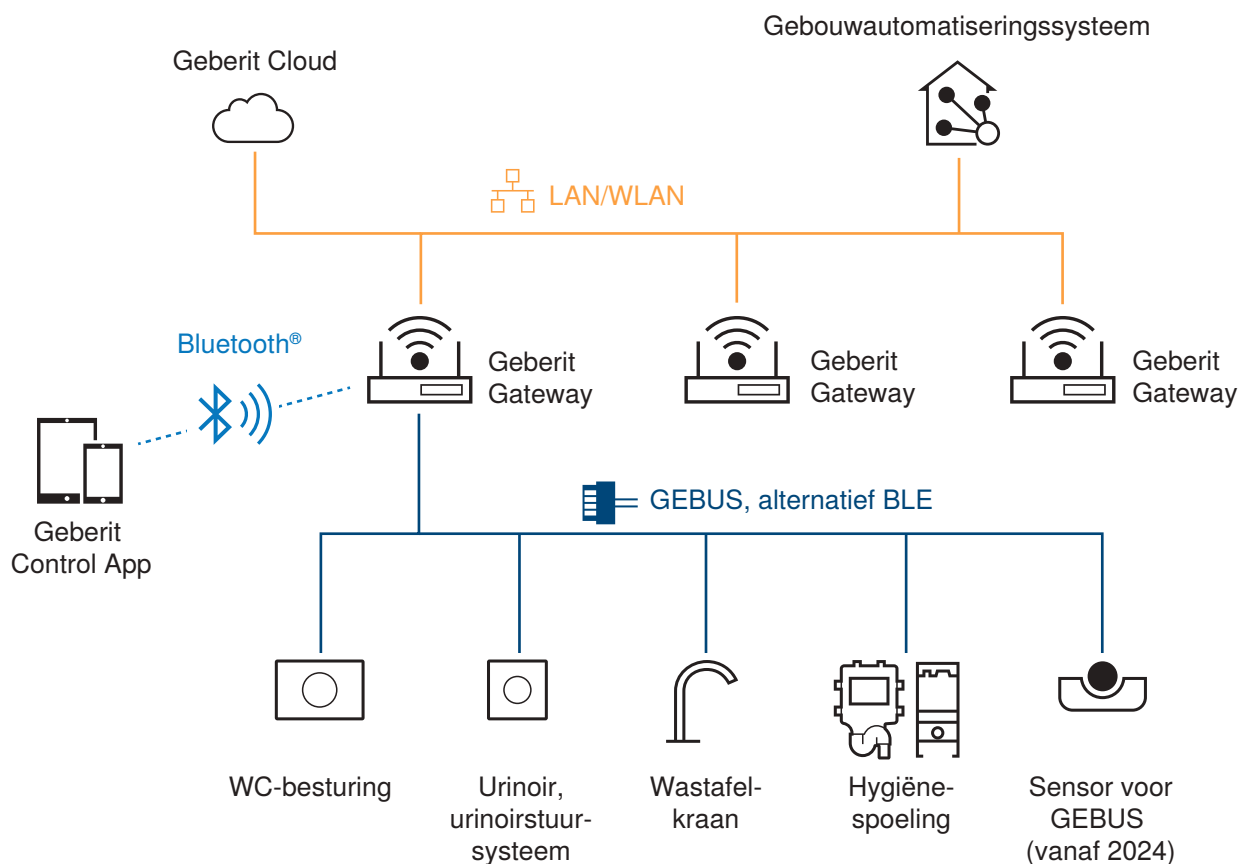 Gebouwautomatiseringssysteem
Geberit Cloud
LAN/WLAN
Bluetooth®
Geberit
Gateway
Geberit
Gateway
Geberit
Gateway
Geberit
Control App
GEBUS, alternatief BLE
WC-besturing
Urinoir,
urinoirstuur-
systeem
Wastafel-
kraan
Hygiëne-
spoeling
Sensor voor
GEBUS
(vanaf 2024)